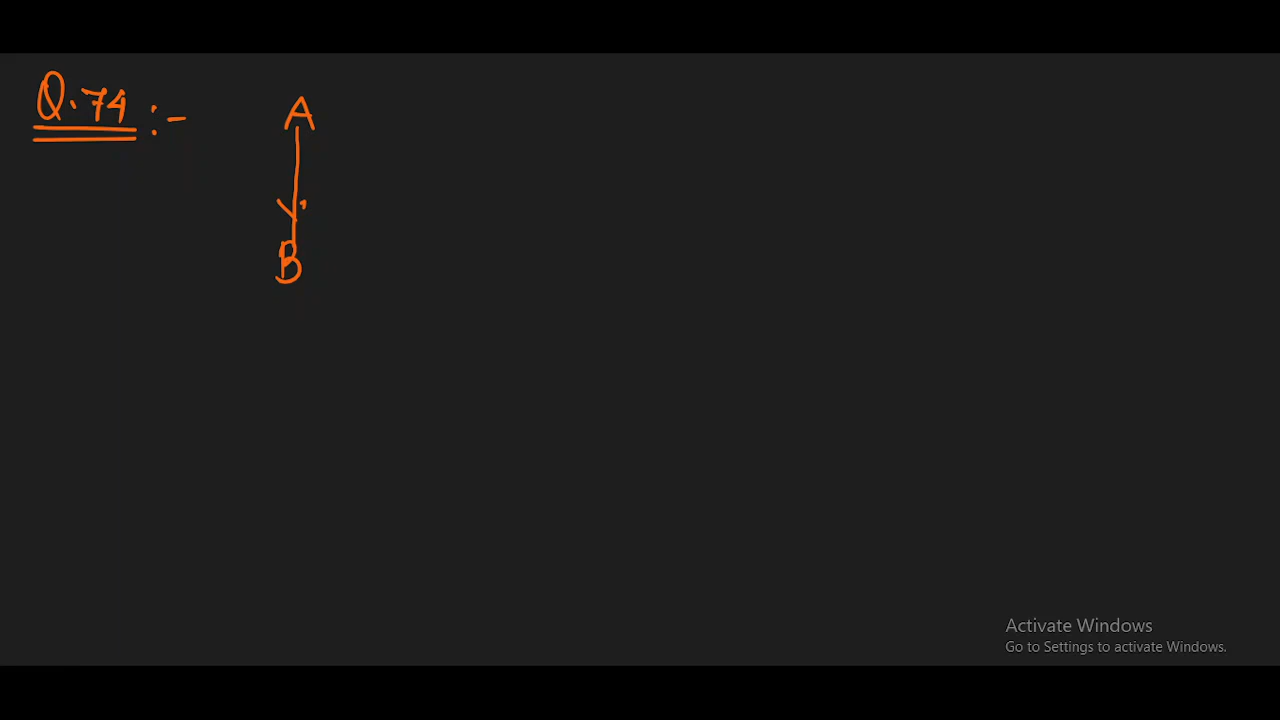 Q.74 :-
A
B
Activate Windows
Go to Settings to activate Windows.